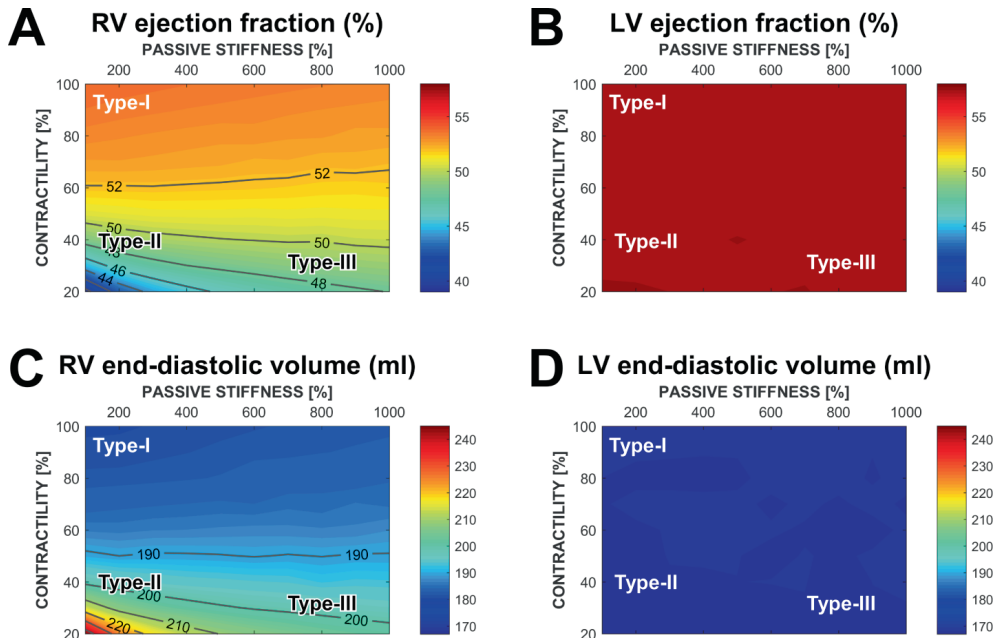 A RV ejection fraction (%)
PASSIVE STIFFNESS [%]
200 400 600 800 1000
CONTRACTILITY [%]
100
80
60
40
20
Type-I
52 52
50 50
Type-II
Type-III
48
46
48
44
55
50
45
40
B LV ejection fraction (%)
PASSIVE STIFFNESS [%]
200 400 600 800 1000
CONTRACTILITY [%]
100
80
60
40
20
Type-I
Type-II
Type-III
55
50
45
40
C RV end-diastolic volume (ml)
PASSIVE STIFFNESS [%]
200 400 600 800 1000
CONTRACTILITY [%]
100
80
60
40
20
Type-I
190 190
Type-II
200
Type-III
200
220 210
240
230
220
210
200
190
180
170
D LV end-diastolic volume (ml)
PASSIVE STIFFNESS [%]
200 400 600 800 1000
CONTRACTILITY [%]
100
80
60
40
20
Type-I
Type-II
Type-III
240
230
220
210
200
190
180
170